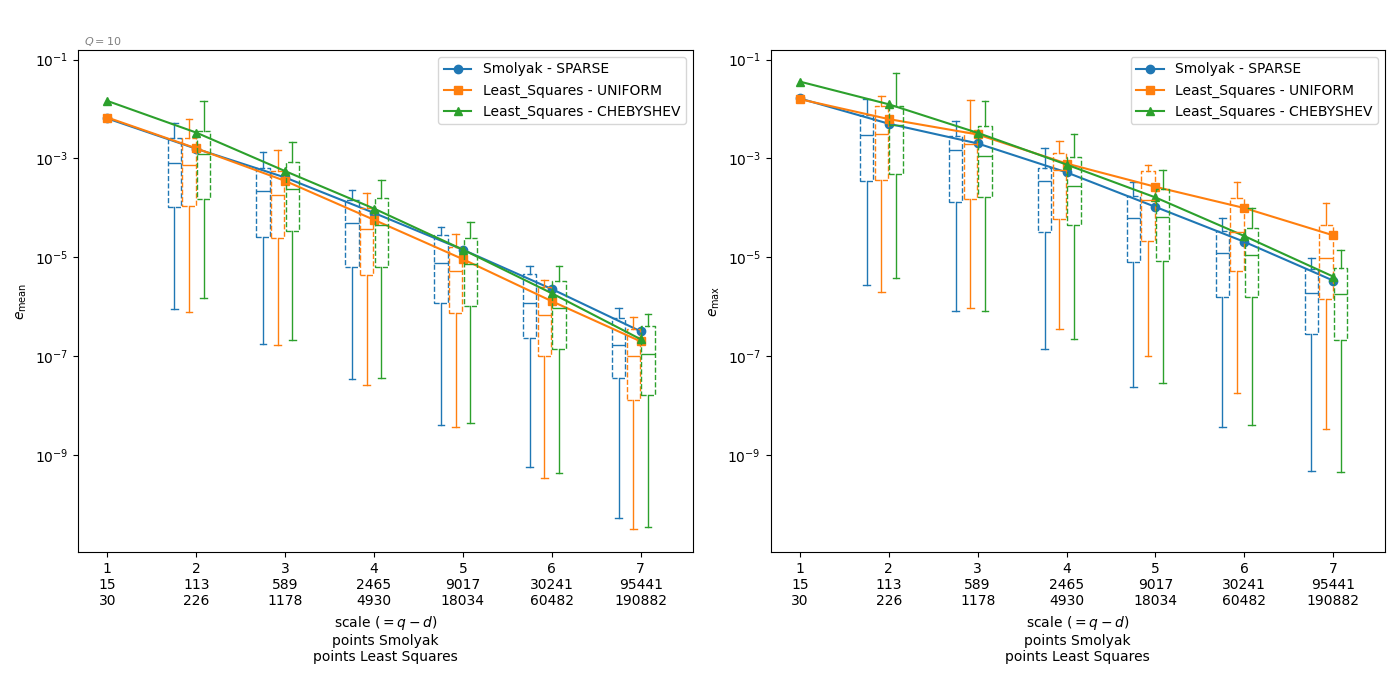 Q = 10
Smolyak - SPARSE
Least_Squares - UNIFORM
Least_Squares - CHEBYSHEV
10⁻¹
10⁻³
10⁻⁵
10⁻⁷
10⁻⁹
e_mean
1 2 3 4 5 6 7
15 113 589 2465 9017 30241 95441
30 226 1178 4930 18034 60482 190882
scale (= q − d)
points Smolyak
points Least Squares
Smolyak - SPARSE
Least_Squares - UNIFORM
Least_Squares - CHEBYSHEV
10⁻¹
10⁻³
10⁻⁵
10⁻⁷
10⁻⁹
e_max
1 2 3 4 5 6 7
15 113 589 2465 9017 30241 95441
30 226 1178 4930 18034 60482 190882
scale (= q − d)
points Smolyak
points Least Squares